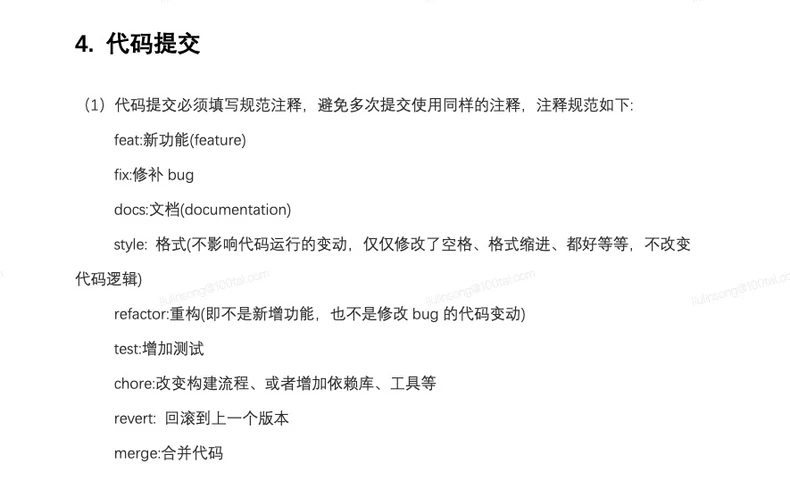 4. 代码提交
（1）代码提交必须填写规范注释，避免多次提交使用同样的注释，注释规范如下:
feat:新功能(feature)
fix:修补 bug
docs:文档(documentation)
style: 格式(不影响代码运行的变动，仅仅修改了空格、格式缩进、都好等等，不改变
代码逻辑)
refactor:重构(即不是新增功能，也不是修改 bug 的代码变动)
test:增加测试
chore:改变构建流程、或者增加依赖库、工具等
revert: 回滚到上一个版本
merge:合并代码